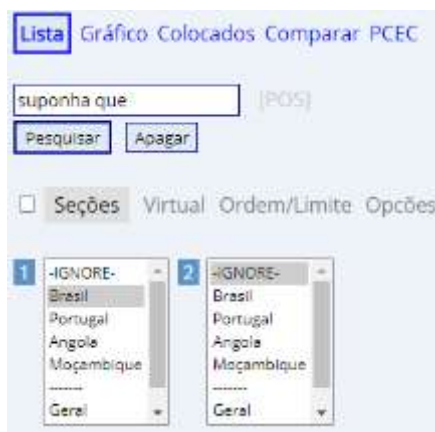 Lista Gráfico Colocados Comparar PCEC
suponha que [POS]
Pesquisar Apagar
Seções Virtual Ordem/Limite Opcões
1 -IGNORE- 2 -IGNORE-
Brasil Brasil
Portugal Portugal
Angola Angola
Moçambique Moçambique
------- -------
Geral Geral